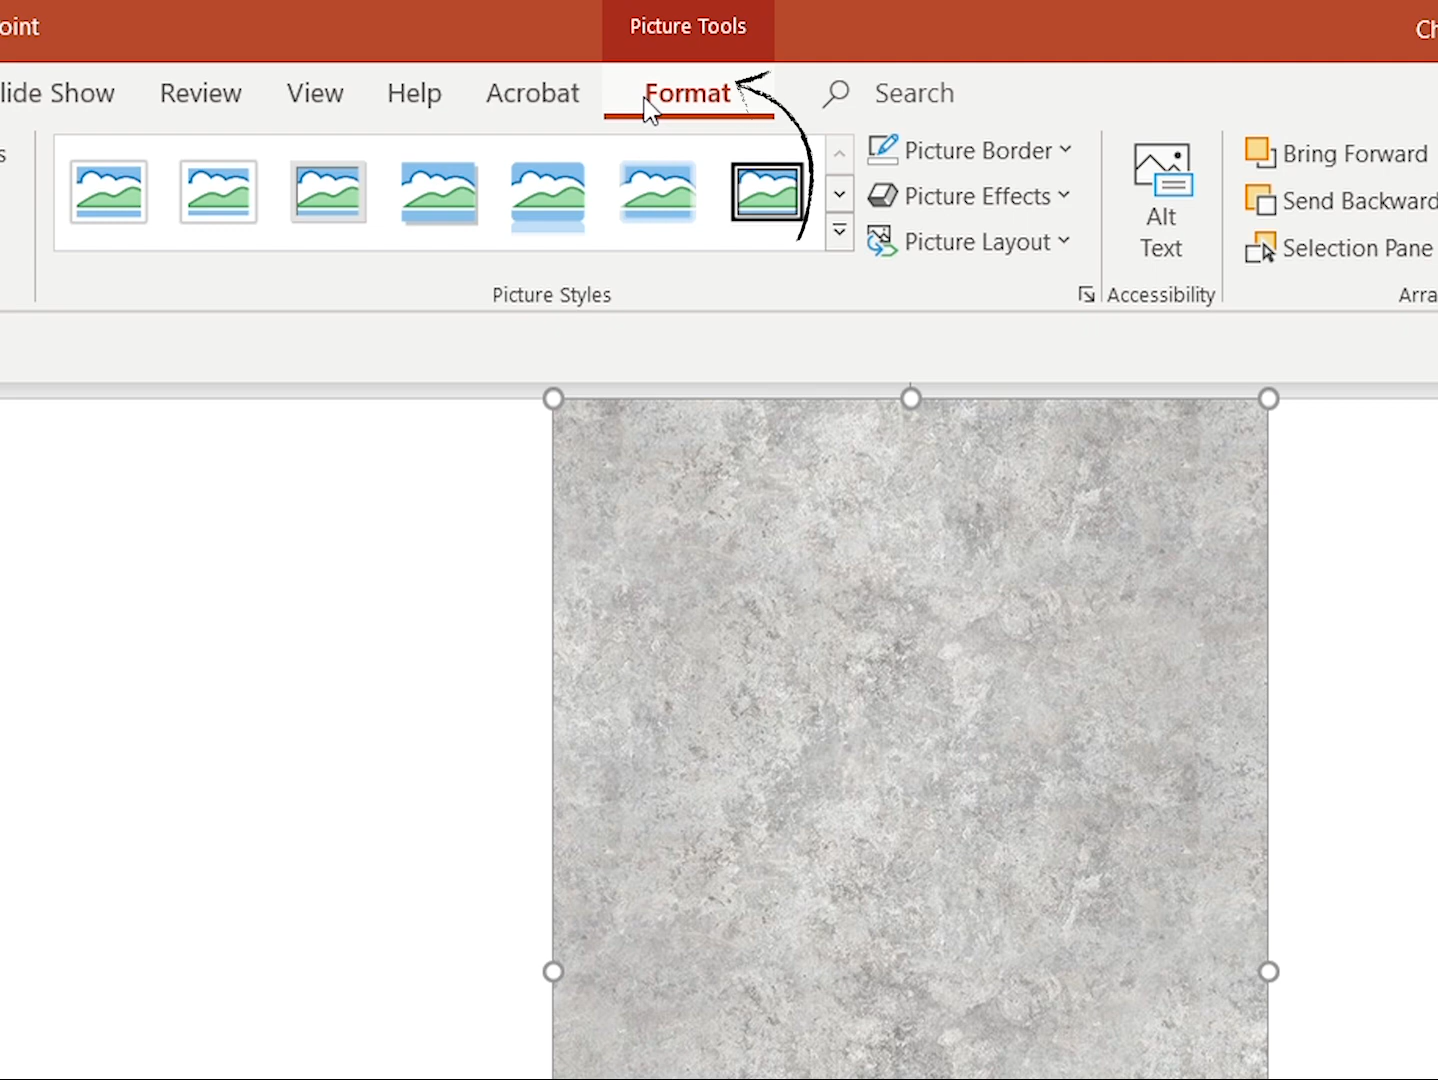 oint
Picture Tools
Ch
lide Show
Review
View
Help
Acrobat
Format
Search
s
Picture Border
Picture Effects
Picture Layout
Alt
Text
Bring Forward
Send Backward
Selection Pane
Picture Styles
Accessibility
Arra